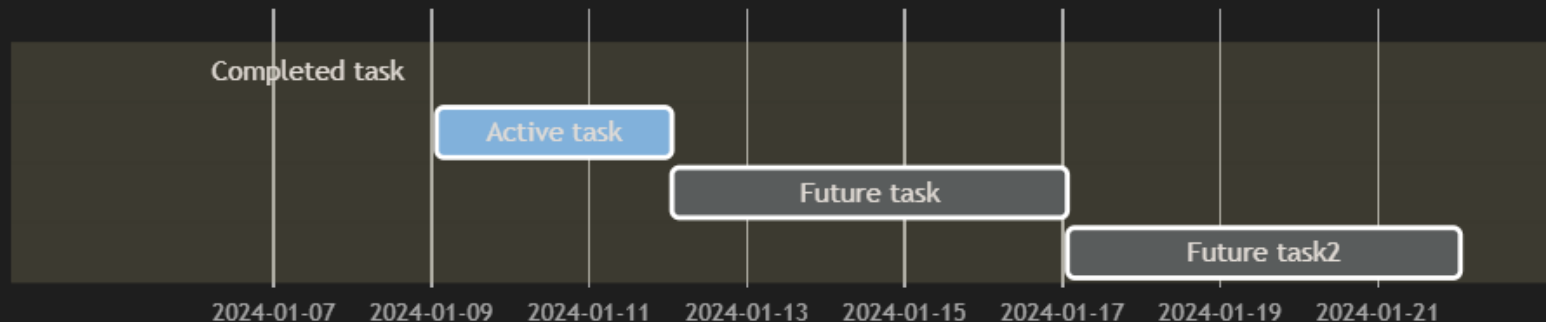 Completed task
Active task
Future task
Future task2
2024-01-07 2024-01-09 2024-01-11 2024-01-13 2024-01-15 2024-01-17 2024-01-19 2024-01-21